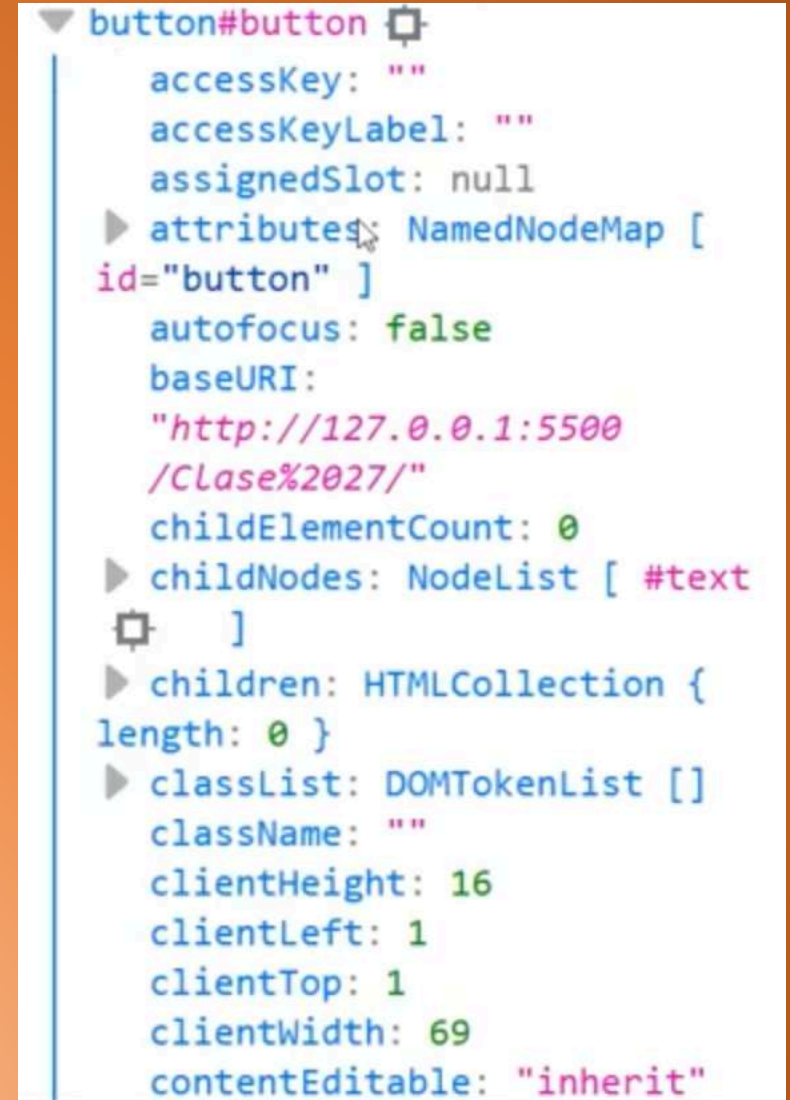 button#button
accessKey: ""
accessKeyLabel: ""
assignedSlot: null
attributes: NamedNodeMap [
id="button" ]
autofocus: false
baseURI:
"http://127.0.0.1:5500
/Clase%2027/"
childElementCount: 0
childNodes: NodeList [ #text
]
children: HTMLCollection {
length: 0 }
classList: DOMTokenList []
className: ""
clientHeight: 16
clientLeft: 1
clientTop: 1
clientWidth: 69
contentEditable: "inherit"